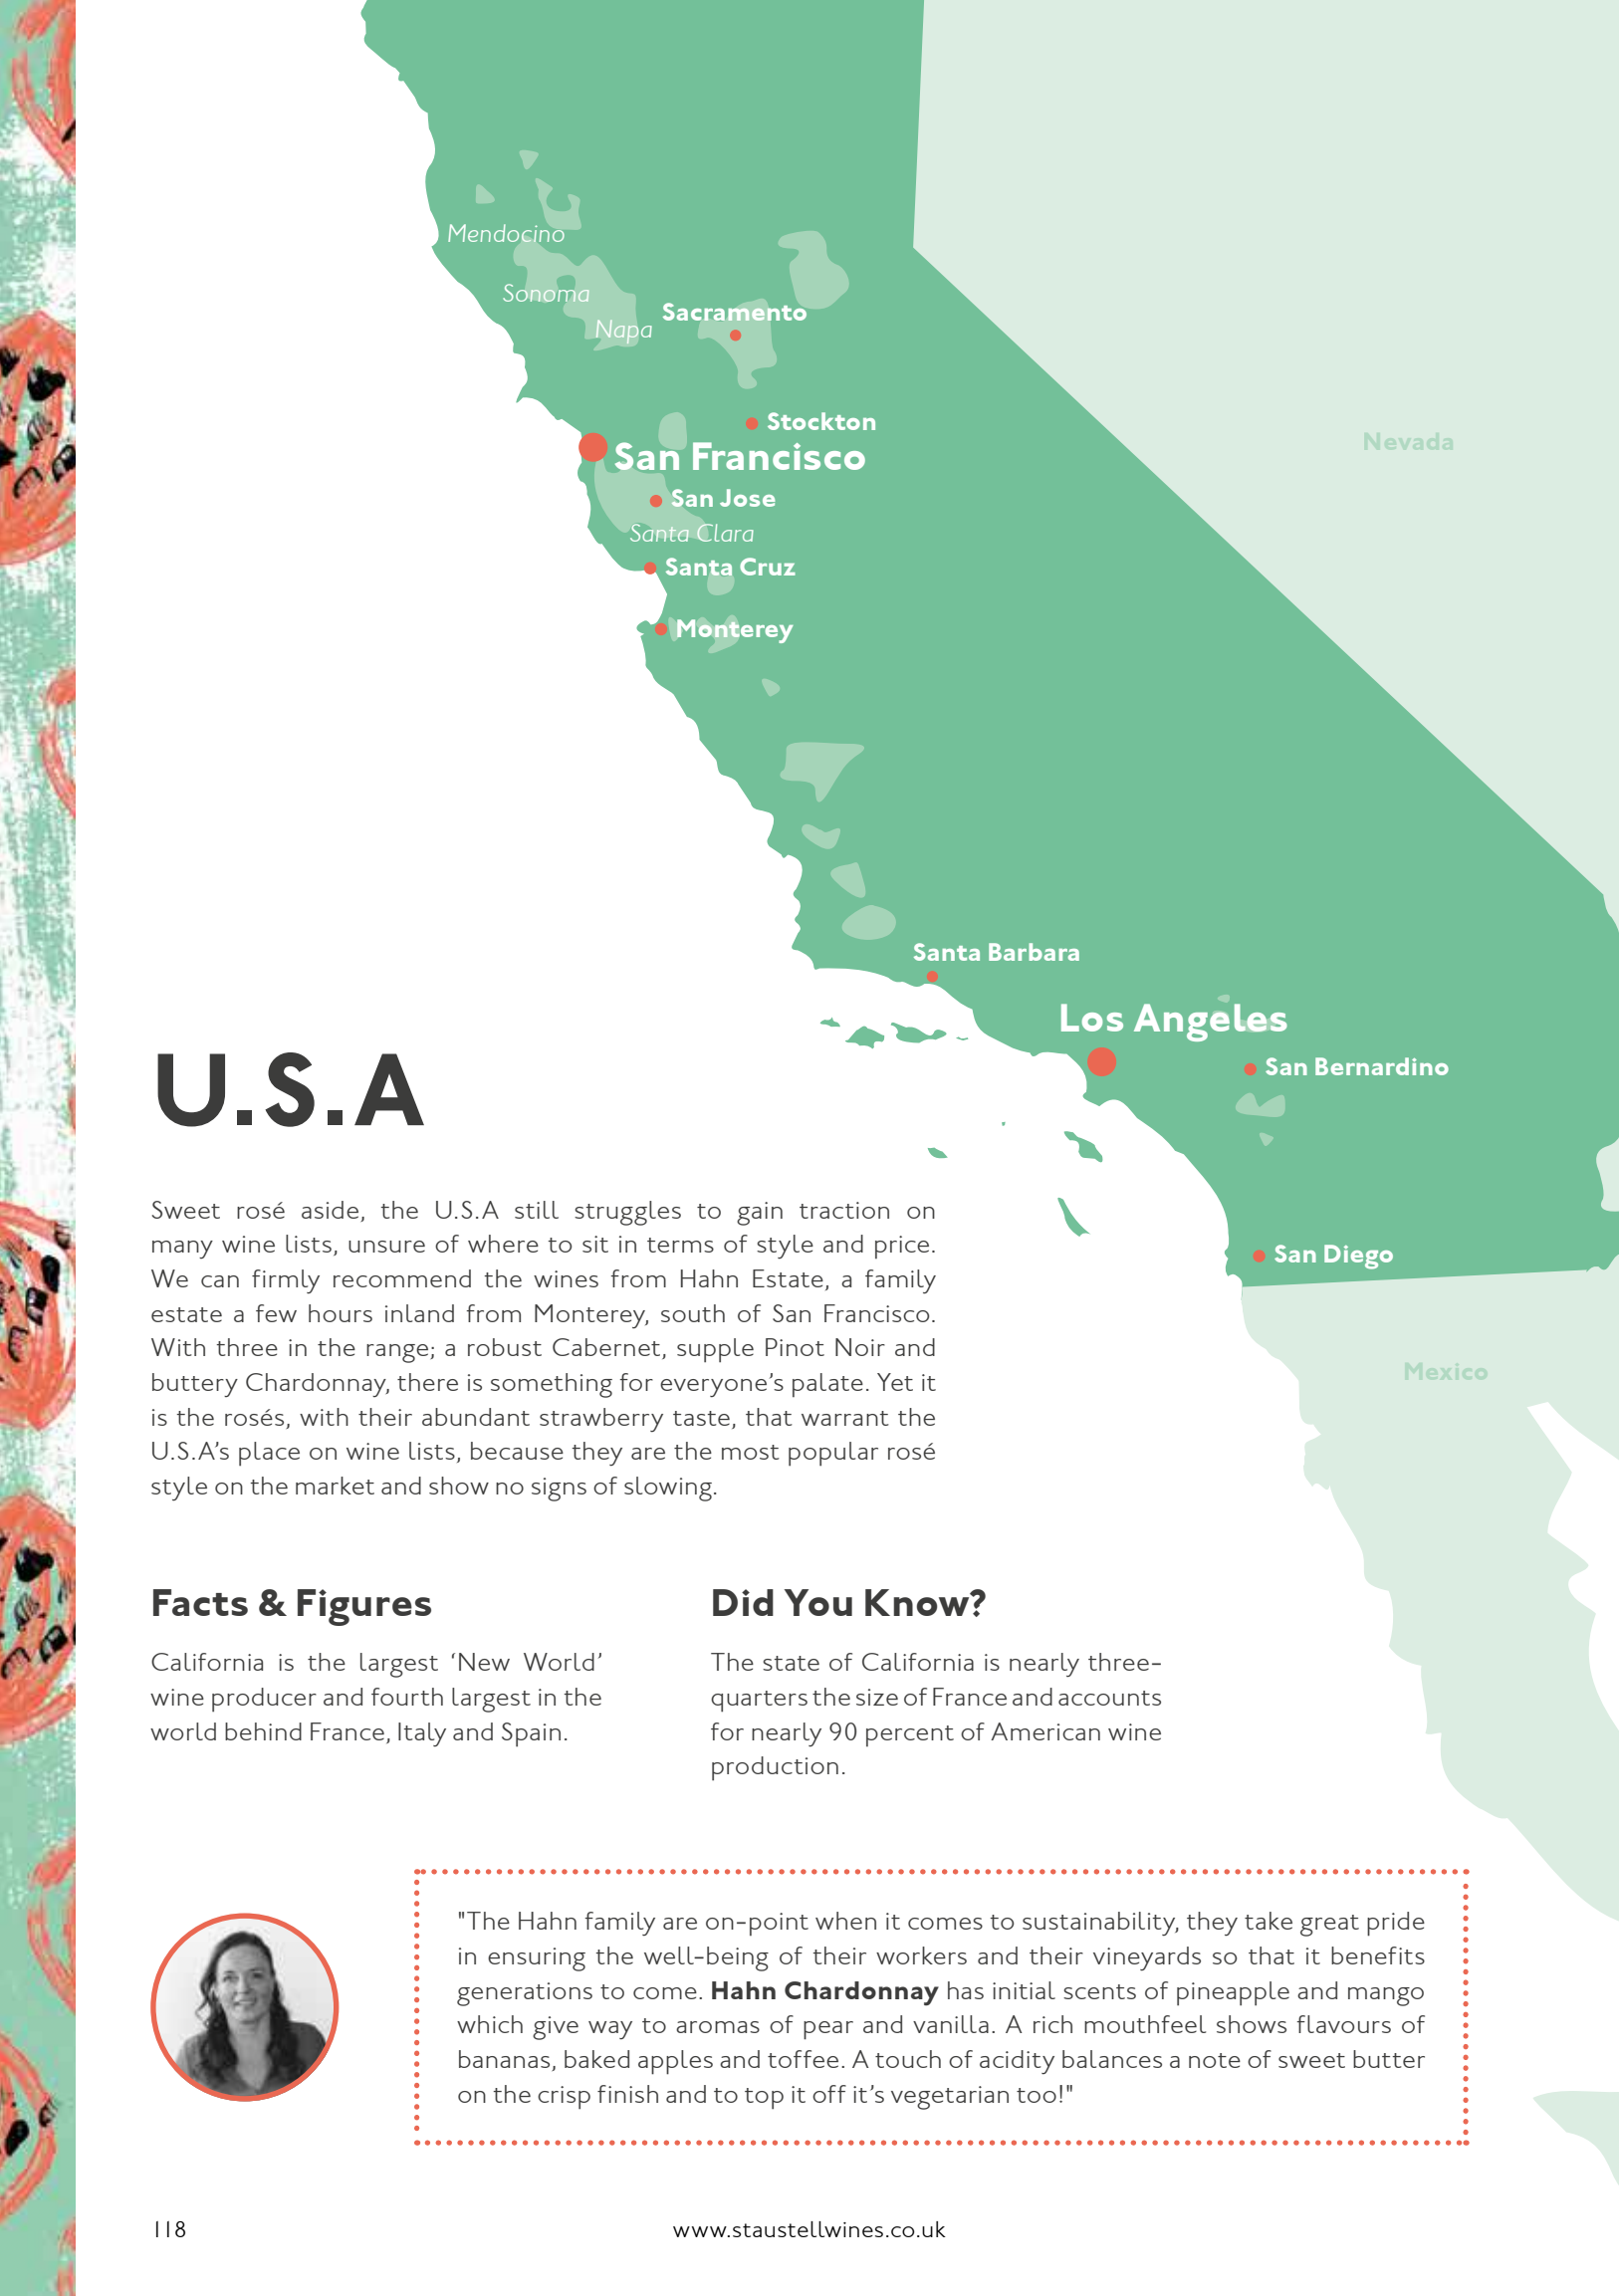 Mendocino
Sonoma
Napa
Sacramento
Stockton
San Francisco
San Jose
Santa Clara
Santa Cruz
Monterey
Nevada
Santa Barbara
Los Angeles
San Bernardino
San Diego
Mexico
U.S.A
Sweet rosé aside, the U.S.A still struggles to gain traction on
many wine lists, unsure of where to sit in terms of style and price.
We can firmly recommend the wines from Hahn Estate, a family
estate a few hours inland from Monterey, south of San Francisco.
With three in the range; a robust Cabernet, supple Pinot Noir and
buttery Chardonnay, there is something for everyone’s palate. Yet it
is the rosés, with their abundant strawberry taste, that warrant the
U.S.A’s place on wine lists, because they are the most popular rosé
style on the market and show no signs of slowing.
Facts & Figures
California is the largest ‘New World’
wine producer and fourth largest in the
world behind France, Italy and Spain.
Did You Know?
The state of California is nearly three-
quarters the size of France and accounts
for nearly 90 percent of American wine
production.
"The Hahn family are on-point when it comes to sustainability, they take great pride
in ensuring the well-being of their workers and their vineyards so that it benefits
generations to come. Hahn Chardonnay has initial scents of pineapple and mango
which give way to aromas of pear and vanilla. A rich mouthfeel shows flavours of
bananas, baked apples and toffee. A touch of acidity balances a note of sweet butter
on the crisp finish and to top it off it’s vegetarian too!"
118
www.staustellwines.co.uk